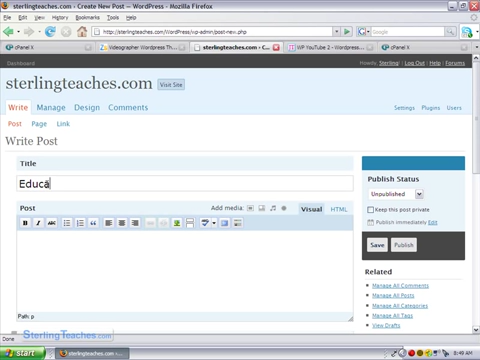 sterlingteaches.com › Create New Post — WordPress — Mozilla Firefox
File Edit View History Bookmarks Tools Help
http://sterlingteaches.com/WordPress/wp-admin/post-new.php
cPanel X
Videographer Wordpress Th...
sterlingteaches.com › C...
WP YouTube 2 - Wordpress...
cPanel X
Dashboard
Howdy, Sterling! | Log Out | Help | Forums
sterlingteaches.com Visit Site
Write Manage Design Comments
Settings Plugins Users
Post Page Link
Write Post
Title
Educa
Publish Status
Unpublished
Keep this post private
Publish immediately Edit
Save Publish
Post
Add media:
Visual HTML
Path: p
Related
Manage All Comments
Manage All Posts
Manage All Categories
Manage All Tags
View Drafts
Done
SterlingTeaches.com
start
sterlingteaches.com -...
8:49 AM